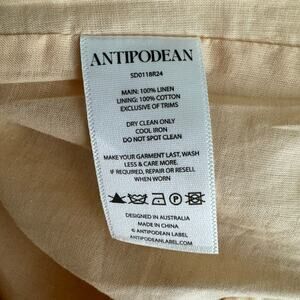 ANTIPODEAN
SD0118R24
MAIN: 100% LINEN
LINING: 100% COTTON
EXCLUSIVE OF TRIMS
DRY CLEAN ONLY
COOL IRON
DO NOT SPOT CLEAN
MAKE YOUR GARMENT LAST, WASH
LESS & CARE MORE.
IF REQUIRED, REPAIR OR RESELL
WHEN WORN
DESIGNED IN AUSTRALIA
MADE IN CHINA
© ANTIPODEAN LABEL
ANTIPODEANLABEL.COM